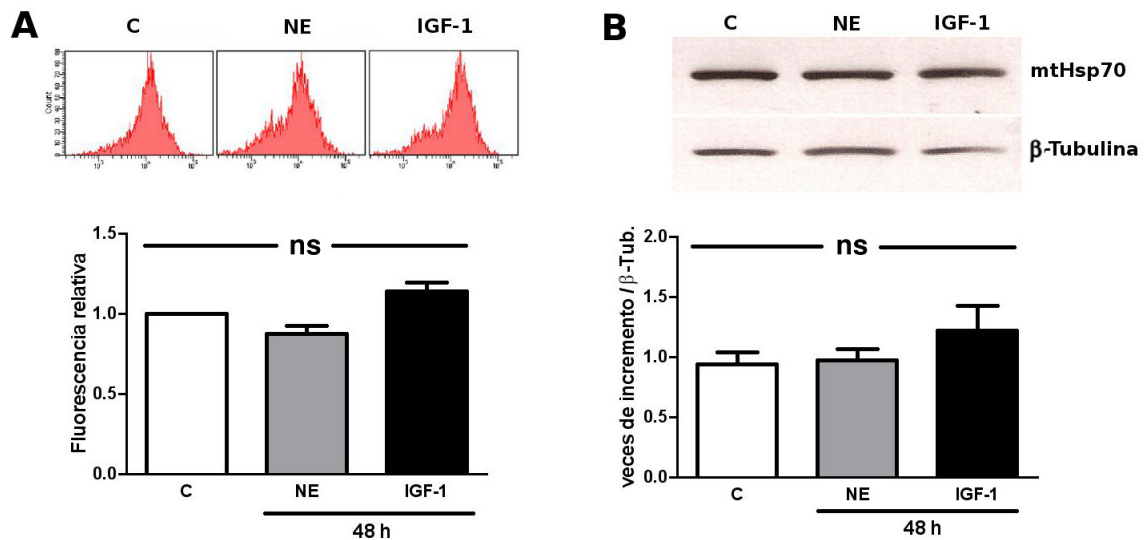 A
C NE IGF-1
Count
ns
Fluorescencia relativa
1.5
1.0
0.5
0.0
C NE IGF-1
48 h
B
C NE IGF-1
mtHsp70
β-Tubulina
ns
veces de incremento /β-Tub.
2.0
1.5
1.0
0.5
0.0
C NE IGF-1
48 h